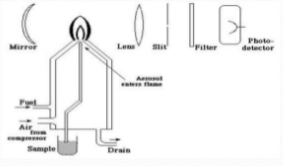 Mirror
Lens
Slit
Filter
Photo-
detector
Aerosol
enters flame
Fuel
Air
from
compressor
Sample
Drain